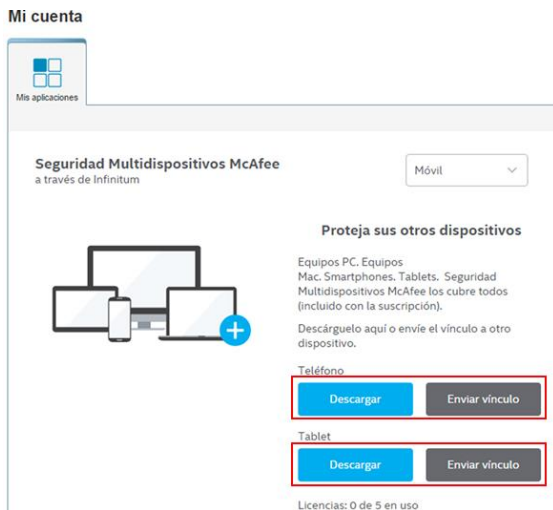 Mi cuenta
Mis aplicaciones
Seguridad Multidispositivos McAfee
a través de Infinitum
Móvil
Proteja sus otros dispositivos
Equipos PC. Equipos
Mac. Smartphones. Tablets. Seguridad
Multidispositivos McAfee los cubre todos
(incluido con la suscripción).
Descárguelo aquí o envíe el vínculo a otro
dispositivo.
Teléfono
Descargar Enviar vínculo
Tablet
Descargar Enviar vínculo
Licencias: 0 de 5 en uso